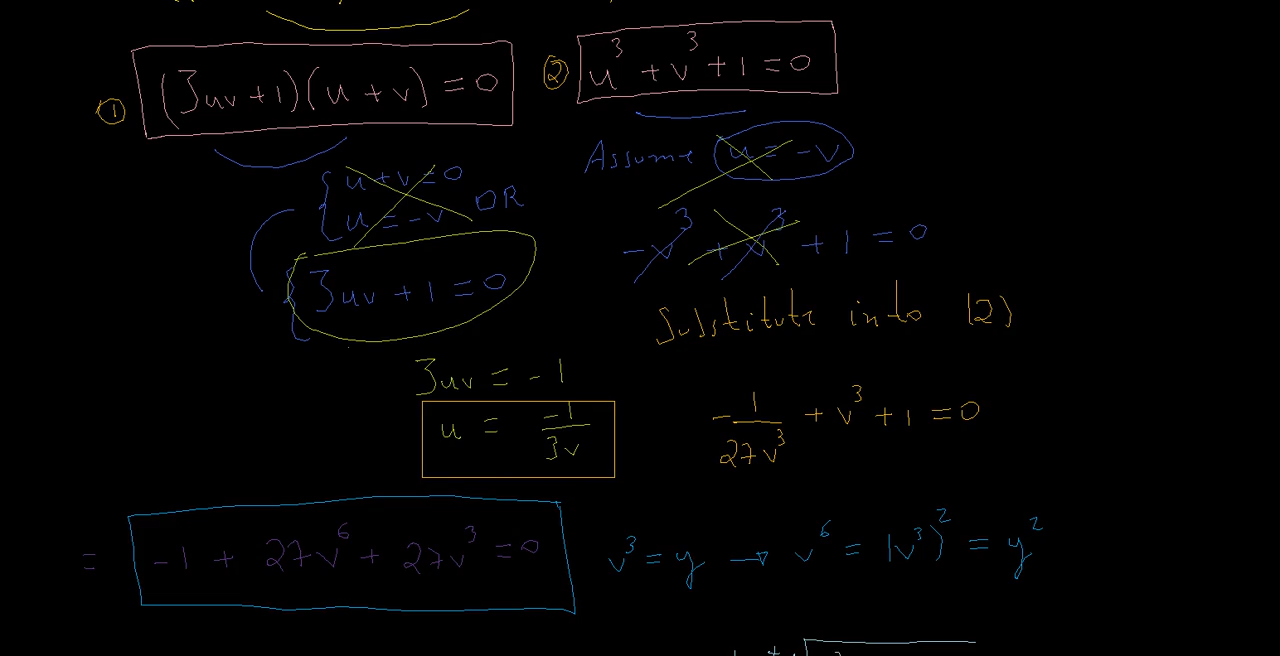 ① (3uv + 1)(u + v) = 0
② u³ + v³ + 1 = 0
Assume u = -v
u + v = 0
u = -v OR
-v³ + v³ + 1 = 0
3uv + 1 = 0
Substitute into (2)
3uv = -1
u = -1/3v
-1/27v³ + v³ + 1 = 0
= -1 + 27v⁶ + 27v³ = 0
v³ = y → v⁶ = (v³)² = y²